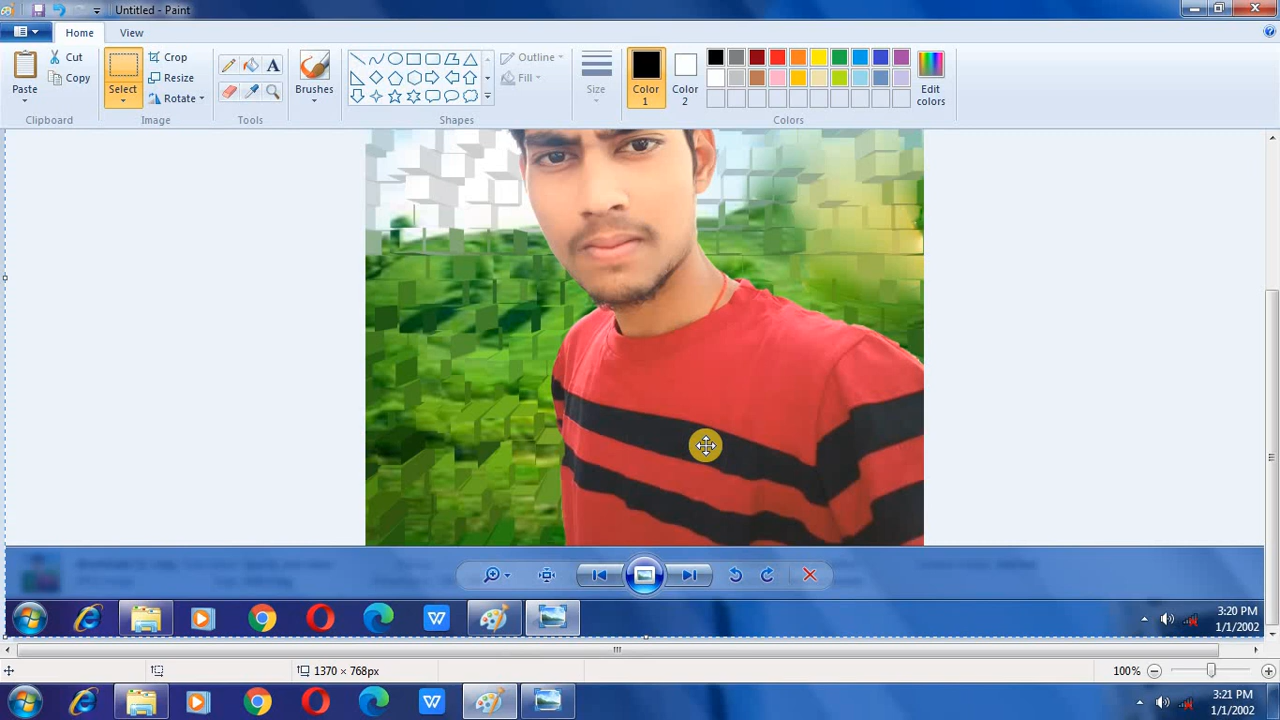 Untitled - Paint
Home View
Paste
Cut
Copy
Clipboard
Select
Crop
Resize
Rotate
Image
A
Tools
Brushes
Outline
Fill
Shapes
Size
Color 1
Color 2
Edit colors
Colors
W
3:20 PM
1/1/2002
1370 × 768px
100%
W
3:21 PM
1/1/2002